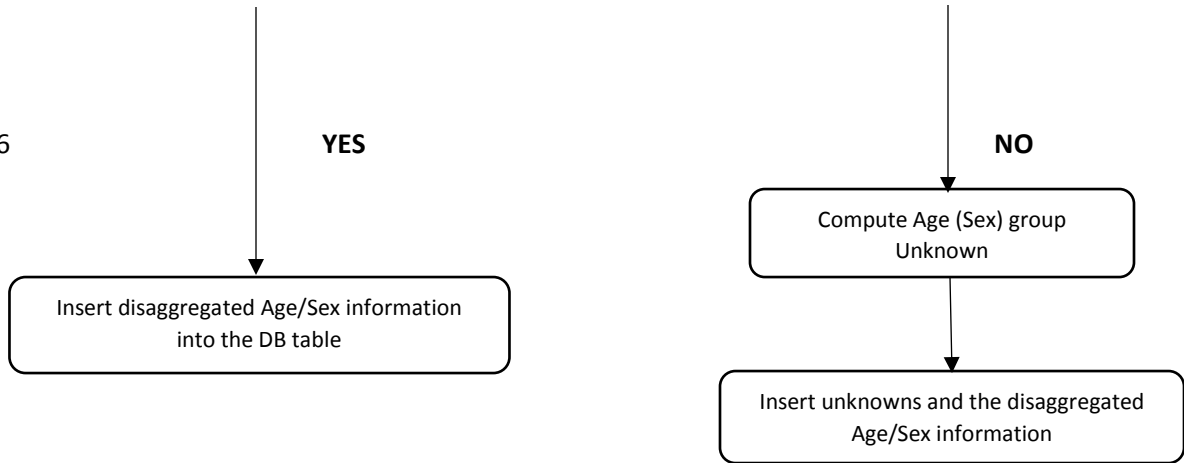 6
YES
NO
Compute Age (Sex) group
Unknown
Insert disaggregated Age/Sex information
into the DB table
Insert unknowns and the disaggregated
Age/Sex information